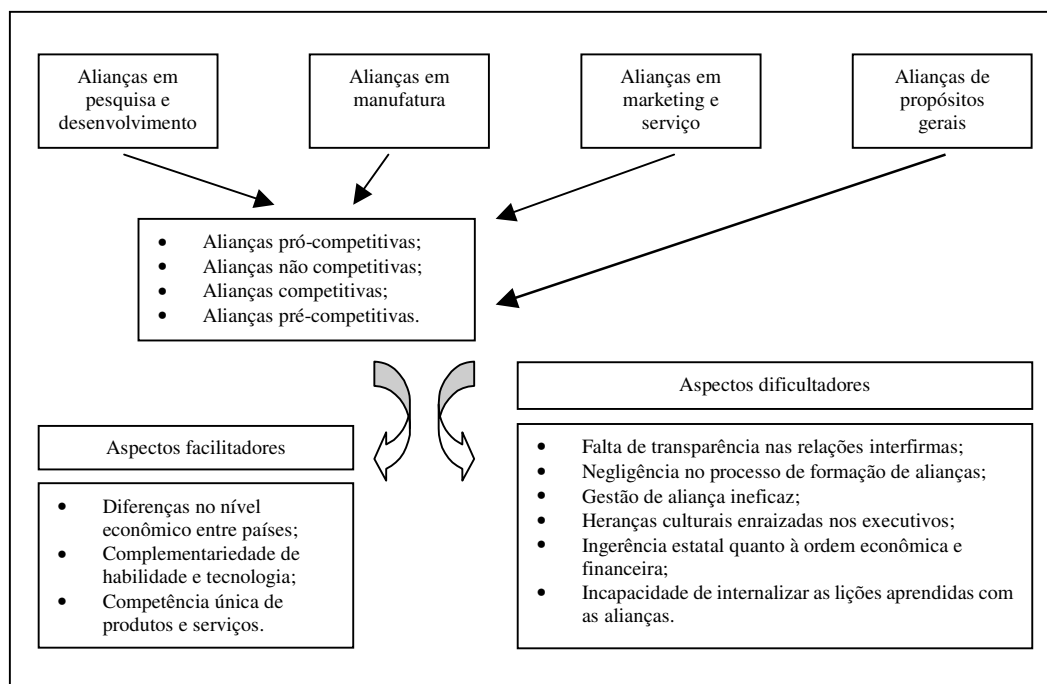 Alianças em
pesquisa e
desenvolvimento
Alianças em
manufatura
Alianças em
marketing e
serviço
Alianças de
propósitos
gerais
• Alianças pró-competitivas;
• Alianças não competitivas;
• Alianças competitivas;
• Alianças pré-competitivas.
Aspectos facilitadores
• Diferenças no nível
econômico entre países;
• Complementariedade de
habilidade e tecnologia;
• Competência única de
produtos e serviços.
Aspectos dificultadores
• Falta de transparência nas relações interfirmas;
• Negligência no processo de formação de alianças;
• Gestão de aliança ineficaz;
• Heranças culturais enraizadas nos executivos;
• Ingerência estatal quanto à ordem econômica e
financeira;
• Incapacidade de internalizar as lições aprendidas com
as alianças.